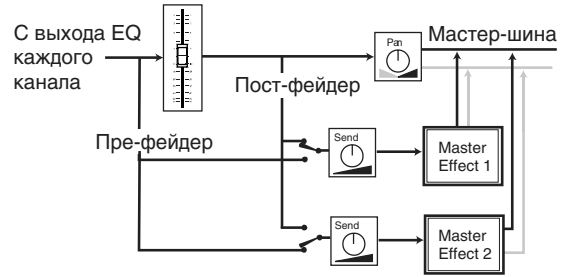 С выхода EQ
каждого
канала
Pan
Мастер-шина
Пост-фейдер
Пре-фейдер
Send
Master
Effect 1
Send
Master
Effect 2